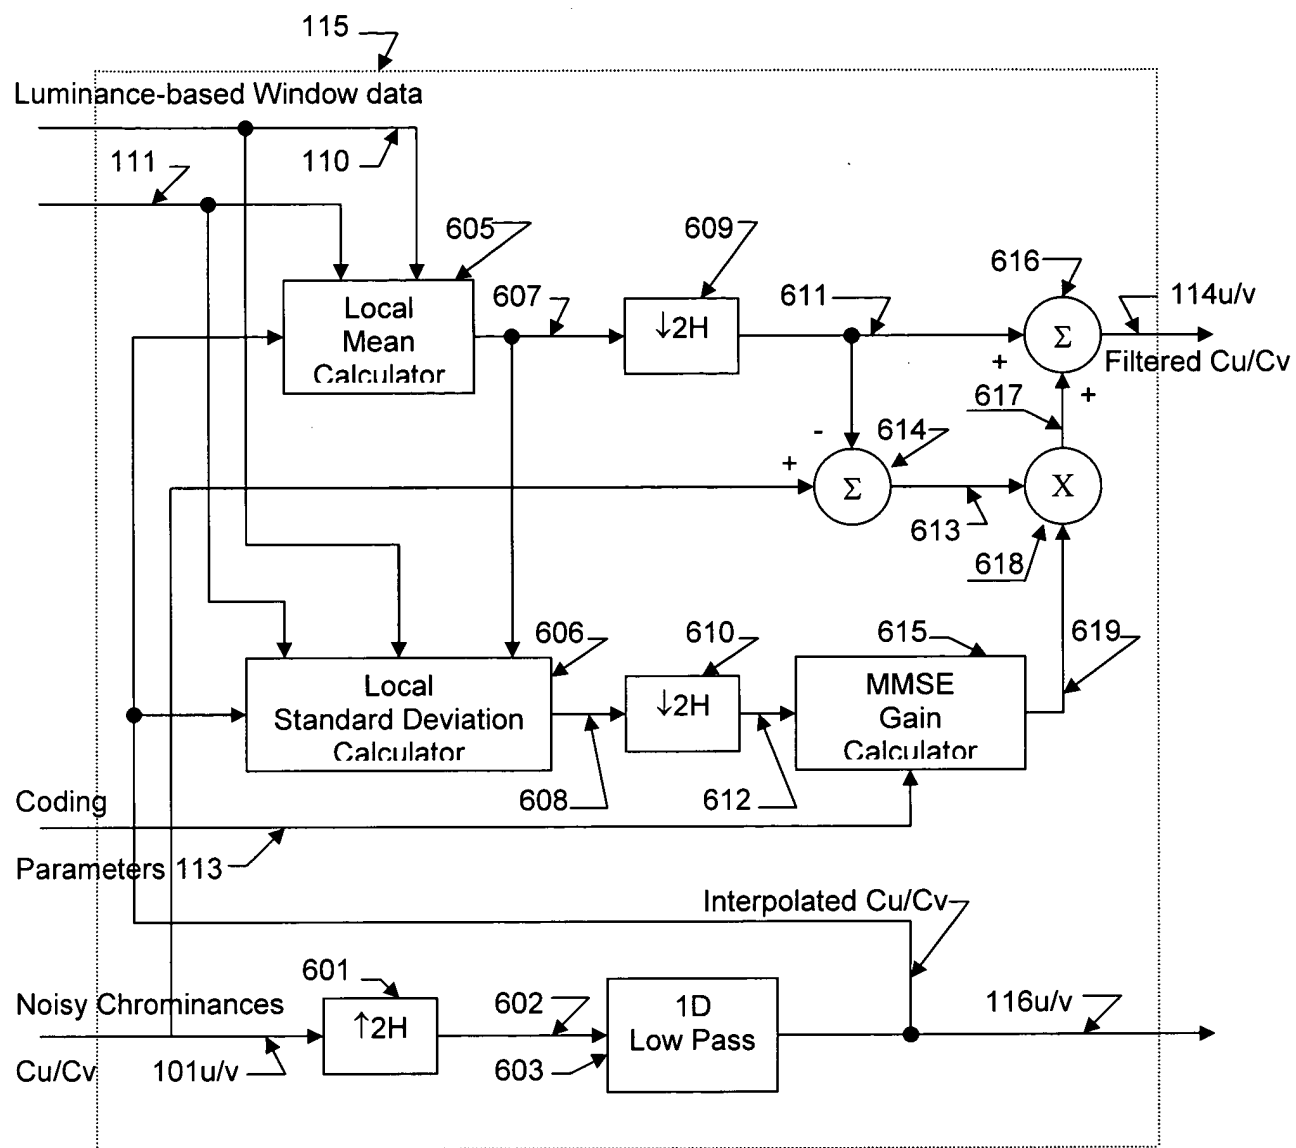 115
Luminance-based Window data
111
110
605
609
616
114u/v
Local
Mean
Calculator
607
↓2H
611
Σ
+
Filtered Cu/Cv
617
+
-
614
+
Σ
X
613
618
606
610
615
619
Local
Standard Deviation
Calculator
↓2H
MMSE
Gain
Calculator
608
612
Coding
Parameters 113
Interpolated Cu/Cv
601
Noisy Chrominances
↑2H
602
1D
Low Pass
116u/v
Cu/Cv
101u/v
603